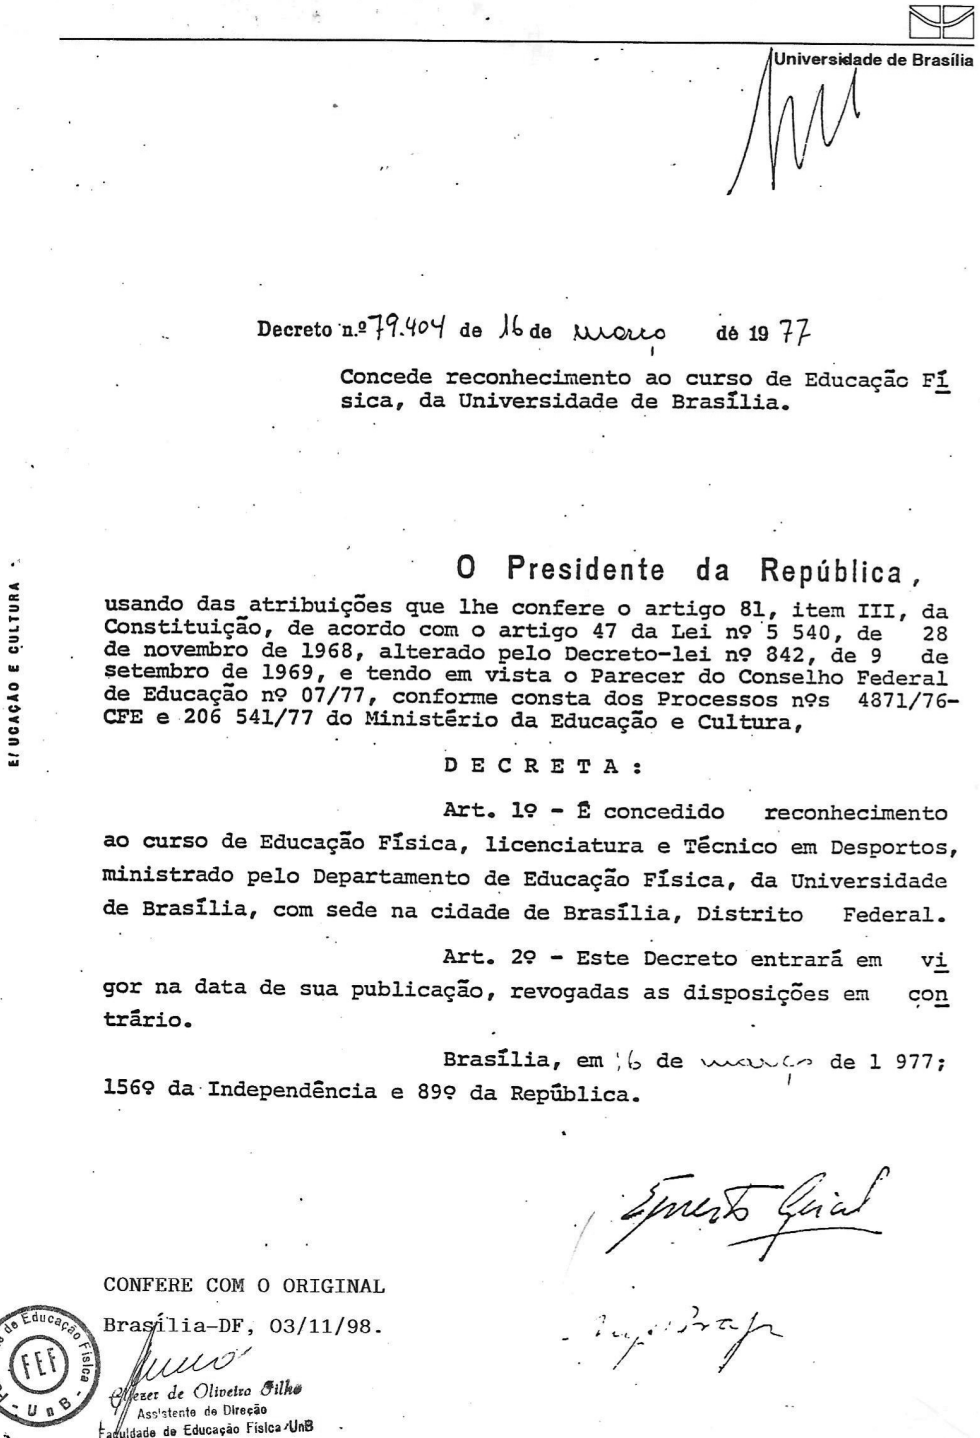 Universidade de Brasília
Decreto n.º 79.404 de 16 de março de 1977
Concede reconhecimento ao curso de Educação Fí
sica, da Universidade de Brasília.
O Presidente da República,
usando das atribuições que lhe confere o artigo 81, item III, da
Constituição, de acordo com o artigo 47 da Lei nº 5 540, de 28
de novembro de 1968, alterado pelo Decreto-lei nº 842, de 9 de
setembro de 1969, e tendo em vista o Parecer do Conselho Federal
de Educação nº 07/77, conforme consta dos Processos nºs 4871/76-
CFE e 206 541/77 do Ministério da Educação e Cultura,
D E C R E T A :
Art. 1º - É concedido reconhecimento
ao curso de Educação Física, licenciatura e Técnico em Desportos,
ministrado pelo Departamento de Educação Física, da Universidade
de Brasília, com sede na cidade de Brasília, Distrito Federal.
Art. 2º - Este Decreto entrará em vi
gor na data de sua publicação, revogadas as disposições em con
trário.
Brasília, em 16 de março de 1 977;
156º da Independência e 89º da República.
Ernesto Geisel
CONFERE COM O ORIGINAL
Brasília-DF, 03/11/98.
de Oliveira Filho
Assistente de Direção
Faculdade de Educação Física/UnB
de Educação Física
FEF
UnB
EDUCAÇÃO E CULTURA